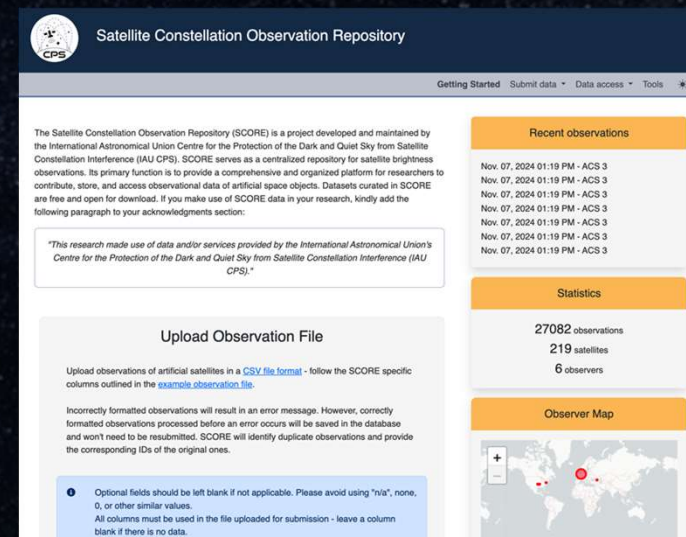 CPS
Satellite Constellation Observation Repository
Getting Started Submit data Data access Tools
The Satellite Constellation Observation Repository (SCORE) is a project developed and maintained by
the International Astronomical Union Centre for the Protection of the Dark and Quiet Sky from Satellite
Constellation Interference (IAU CPS). SCORE serves as a centralized repository for satellite brightness
observations. Its primary function is to provide a comprehensive and organized platform for researchers to
contribute, store, and access observational data of artificial space objects. Datasets curated in SCORE
are free and open for download. If you make use of SCORE data in your research, kindly add the
following paragraph to your acknowledgments section:
"This research made use of data and/or services provided by the International Astronomical Union's
Centre for the Protection of the Dark and Quiet Sky from Satellite Constellation Interference (IAU
CPS)."
Upload Observation File
Upload observations of artificial satellites in a CSV file format - follow the SCORE specific
columns outlined in the example observation file.
Incorrectly formatted observations will result in an error message. However, correctly
formatted observations processed before an error occurs will be saved in the database
and won't need to be resubmitted. SCORE will identify duplicate observations and provide
the corresponding IDs of the original ones.
Optional fields should be left blank if not applicable. Please avoid using "n/a", none,
0, or other similar values.
All columns must be used in the file uploaded for submission - leave a column
blank if there is no data.
Recent observations
Nov. 07, 2024 01:19 PM - ACS 3
Nov. 07, 2024 01:19 PM - ACS 3
Nov. 07, 2024 01:19 PM - ACS 3
Nov. 07, 2024 01:19 PM - ACS 3
Nov. 07, 2024 01:19 PM - ACS 3
Nov. 07, 2024 01:19 PM - ACS 3
Nov. 07, 2024 01:19 PM - ACS 3
Statistics
27082 observations
219 satellites
6 observers
Observer Map
+
−